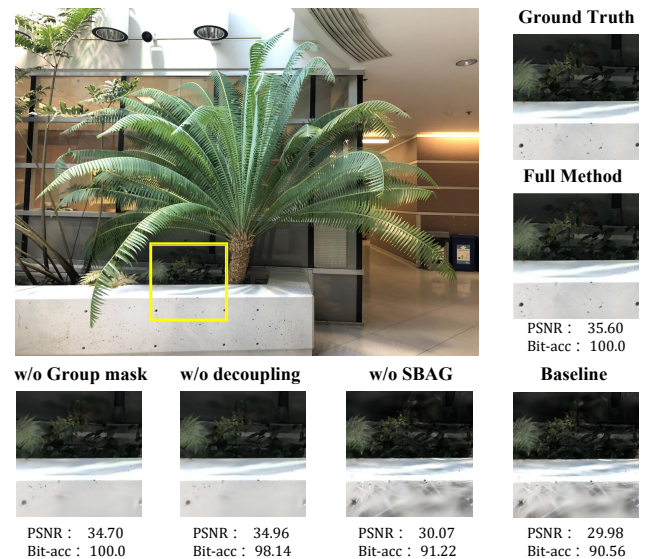 Ground Truth
Full Method
PSNR： 35.60
Bit-acc： 100.0
w/o Group mask
w/o decoupling
w/o SBAG
Baseline
PSNR： 34.70
Bit-acc： 100.0
PSNR： 34.96
Bit-acc： 98.14
PSNR： 30.07
Bit-acc： 91.22
PSNR： 29.98
Bit-acc： 90.56